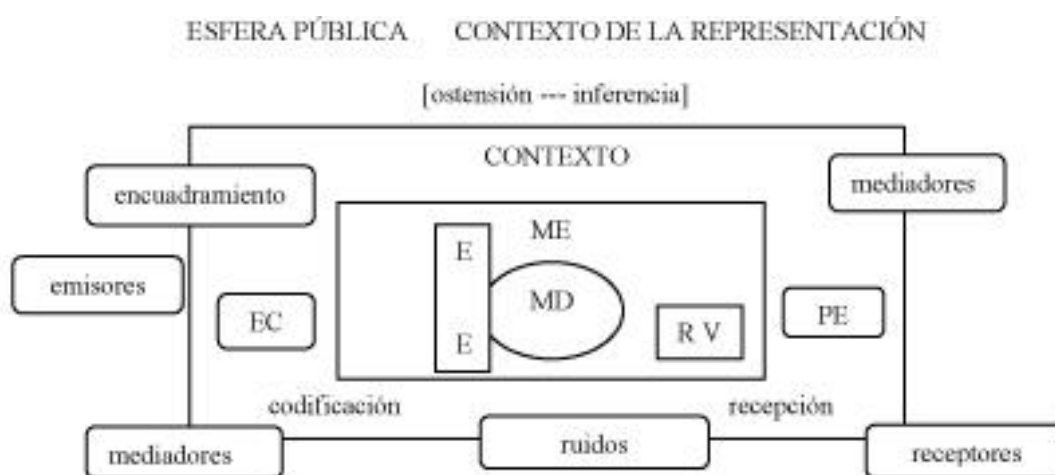 ESFERA PÚBLICA CONTEXTO DE LA REPRESENTACIÓN
[ostensión --- inferencia]
CONTEXTO
encuadramiento
mediadores
E
ME
emisores
MD
EC
PE
E
R V
codificación
recepción
mediadores
ruidos
receptores